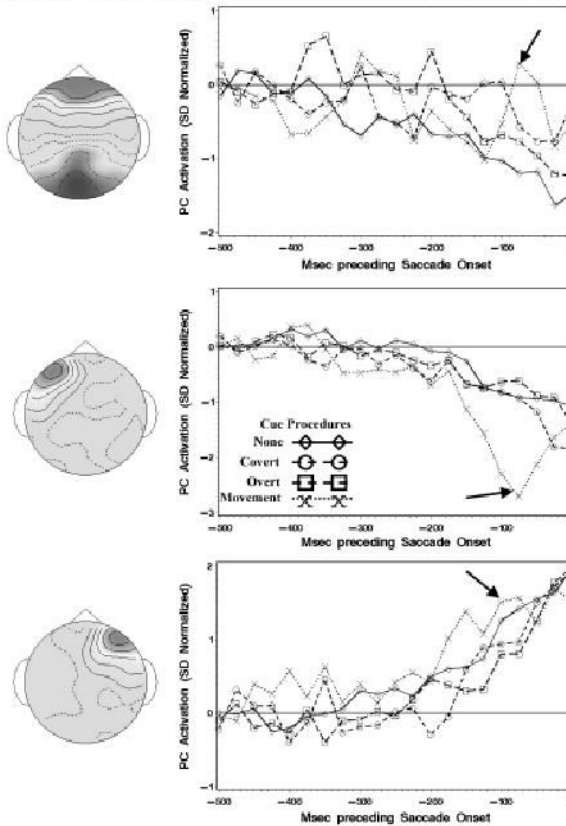 1
0
-1
-2
PC Activation (SD Normalized)
-500
-400
-300
-200
-100
Msec preceding Saccade Onset
1
0
-1
-2
-3
PC Activation (SD Normalized)
Cue Procedures
None
Covert
Overt
Movement
-500
-400
-300
-200
-100
Msec preceding Saccade Onset
2
1
0
-1
PC Activation (SD Normalized)
-500
-400
-300
-200
-100
Msec preceding Saccade Onset